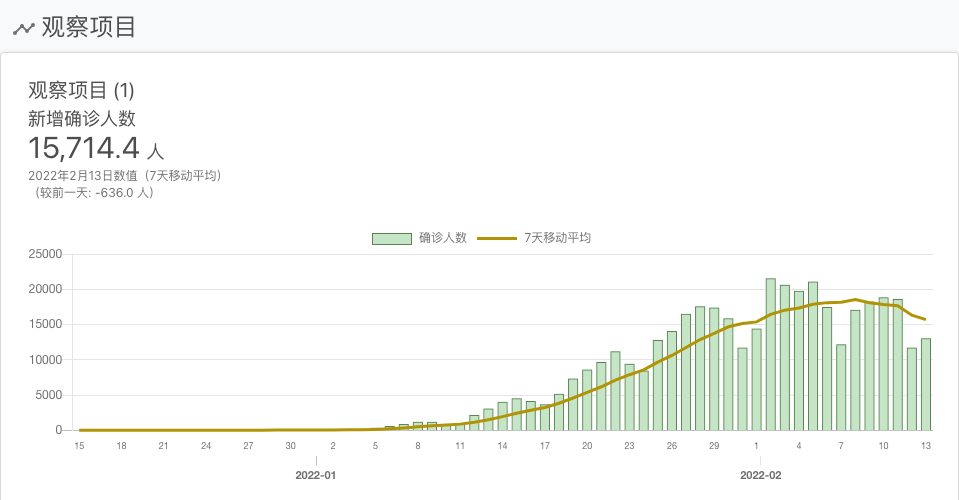 观察项目
观察项目 (1)
新增确诊人数
15,714.4 人
2022年2月13日数值（7天移动平均）
（较前一天: -636.0 人）
确诊人数 7天移动平均
25000
20000
15000
10000
5000
0
15 18 21 24 27 30 2 5 8 11 14 17 20 23 26 29 1 4 7 10 13
2022-01 2022-02